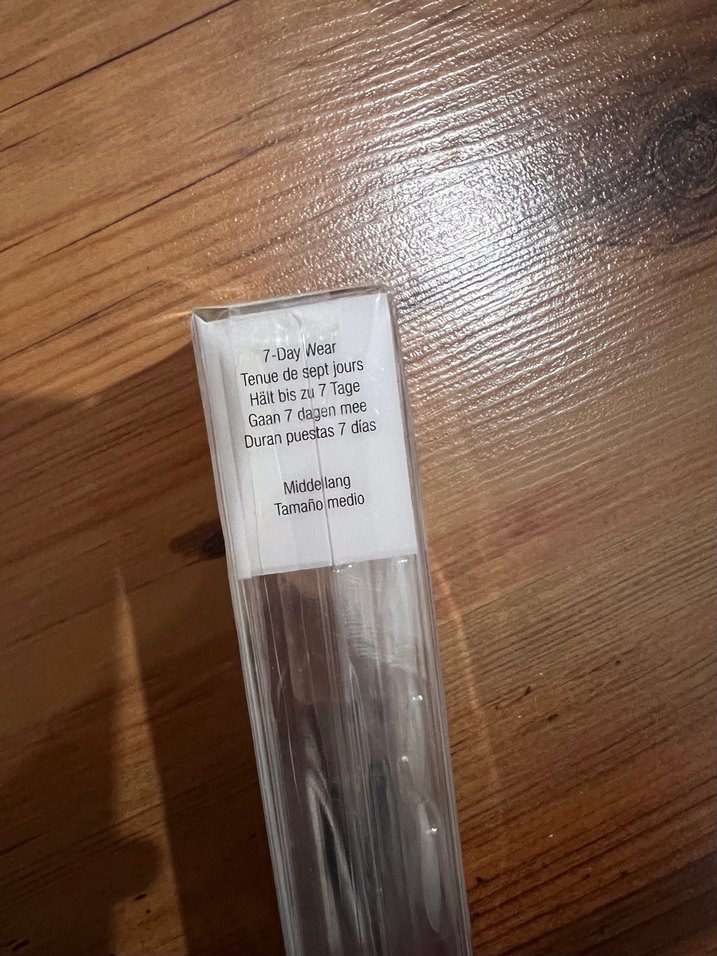 7-Day Wear
Tenue de sept jours
Hält bis zu 7 Tage
Gaan 7 dagen mee
Duran puestas 7 días
Middellang
Tamaño medio